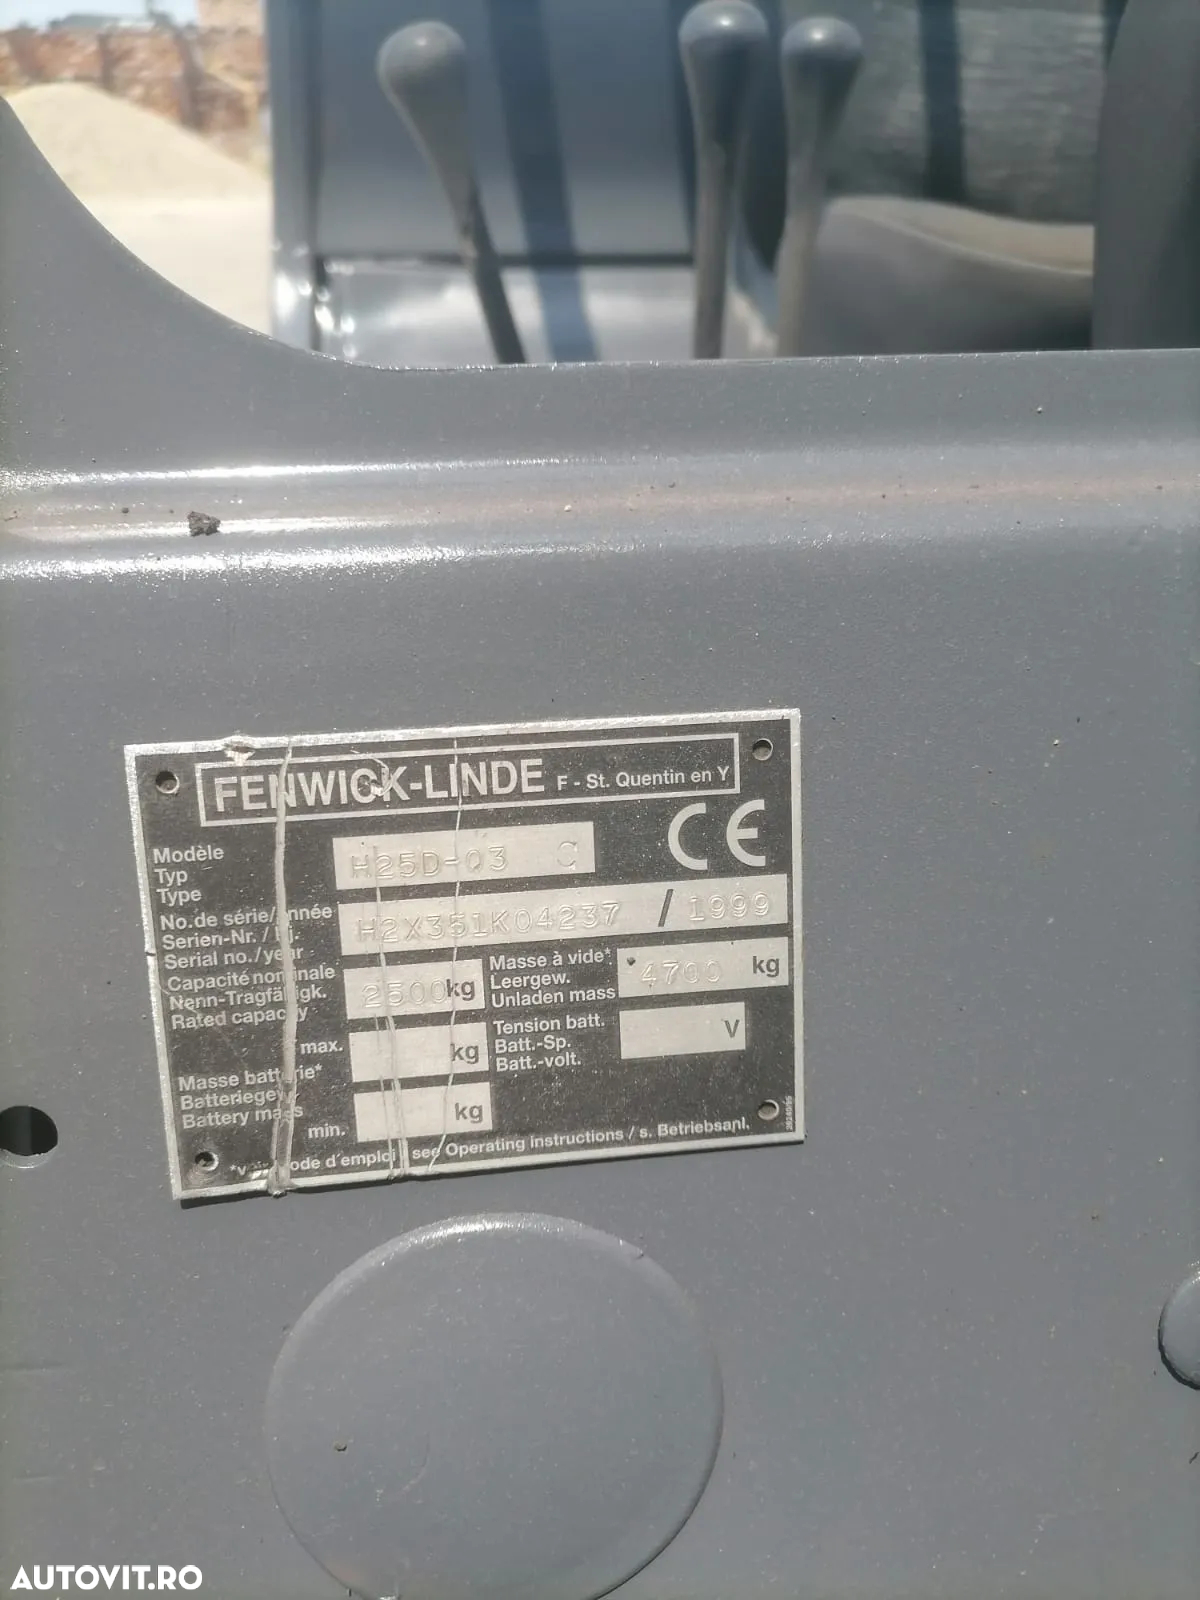 FENWICK-LINDE F - St. Quentin en Y
CE
Modèle
Typ
Type
H25D-03 C
No.de série/ année
Serien-Nr. / Bj.
Serial no./year
H2X351K04237 / 1999
Capacité nominale
Nenn-Tragfähigk.
Rated capacity
2500 kg
Masse à vide*
Leergew.
Unladen mass
4700 kg
max. kg
Tension batt.
Batt.-Sp.
Batt.-volt.
V
Masse batterie*
Batteriegew.
Battery mass
min. kg
ode d'emploi see Operating Instructions / s. Betriebsanl.
AUTOVIT.RO